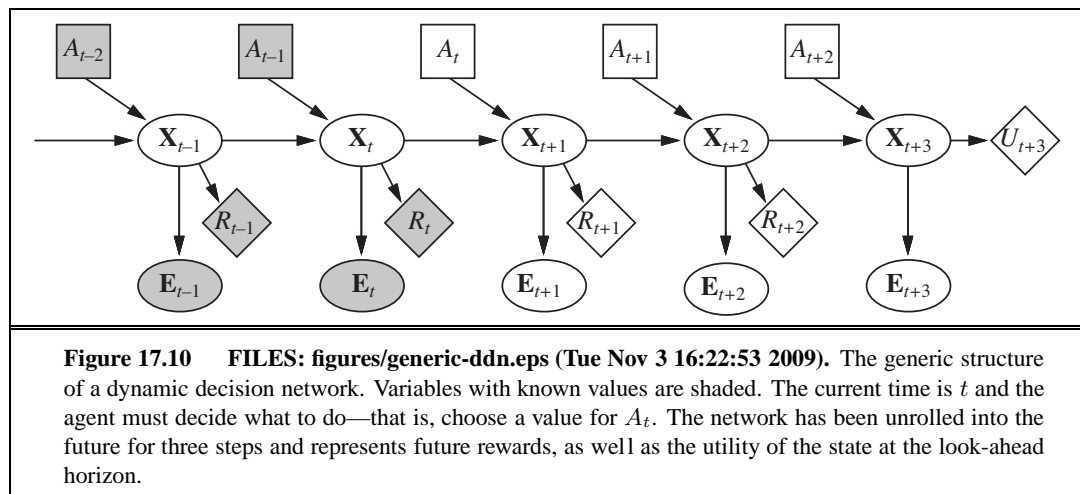 A_{t–2} A_{t–1} A_t A_{t+1} A_{t+2}
X_{t–1} X_t X_{t+1} X_{t+2} X_{t+3} U_{t+3}
R_{t–1} R_t R_{t+1} R_{t+2}
E_{t–1} E_t E_{t+1} E_{t+2} E_{t+3}
Figure 17.10 FILES: figures/generic-ddn.eps (Tue Nov 3 16:22:53 2009). The generic structure
of a dynamic decision network. Variables with known values are shaded. The current time is t and the
agent must decide what to do—that is, choose a value for A_t. The network has been unrolled into the
future for three steps and represents future rewards, as well as the utility of the state at the look-ahead
horizon.